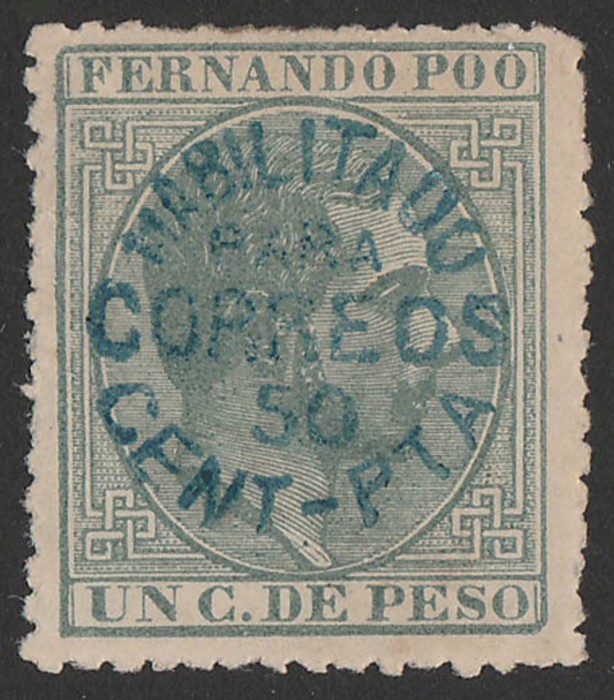 FERNANDO POO
HABILITADO
PARA
CORREOS
50
CENT-PTA
UN C. DE PESO